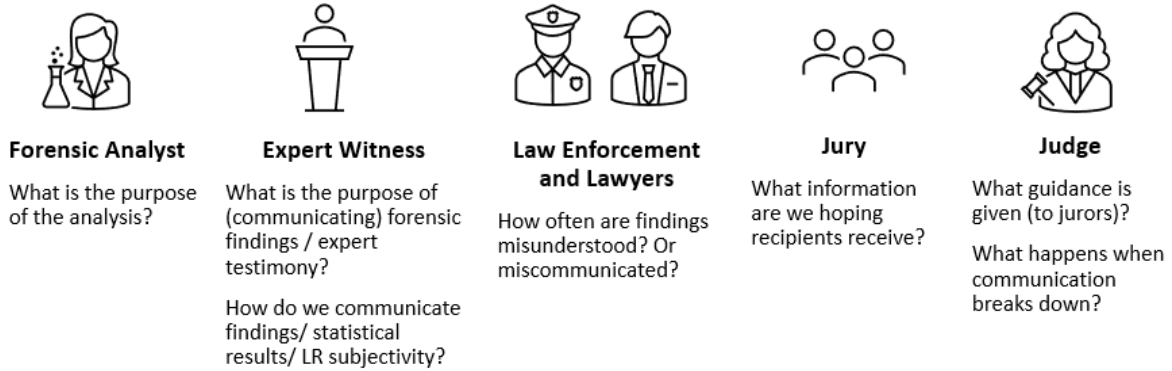 Forensic Analyst
What is the purpose
of the analysis?
Expert Witness
What is the purpose of
(communicating) forensic
findings / expert
testimony?
How do we communicate
findings/ statistical
results/ LR subjectivity?
Law Enforcement
and Lawyers
How often are findings
misunderstood? Or
miscommunicated?
Jury
What information
are we hoping
recipients receive?
Judge
What guidance is
given (to jurors)?
What happens when
communication
breaks down?